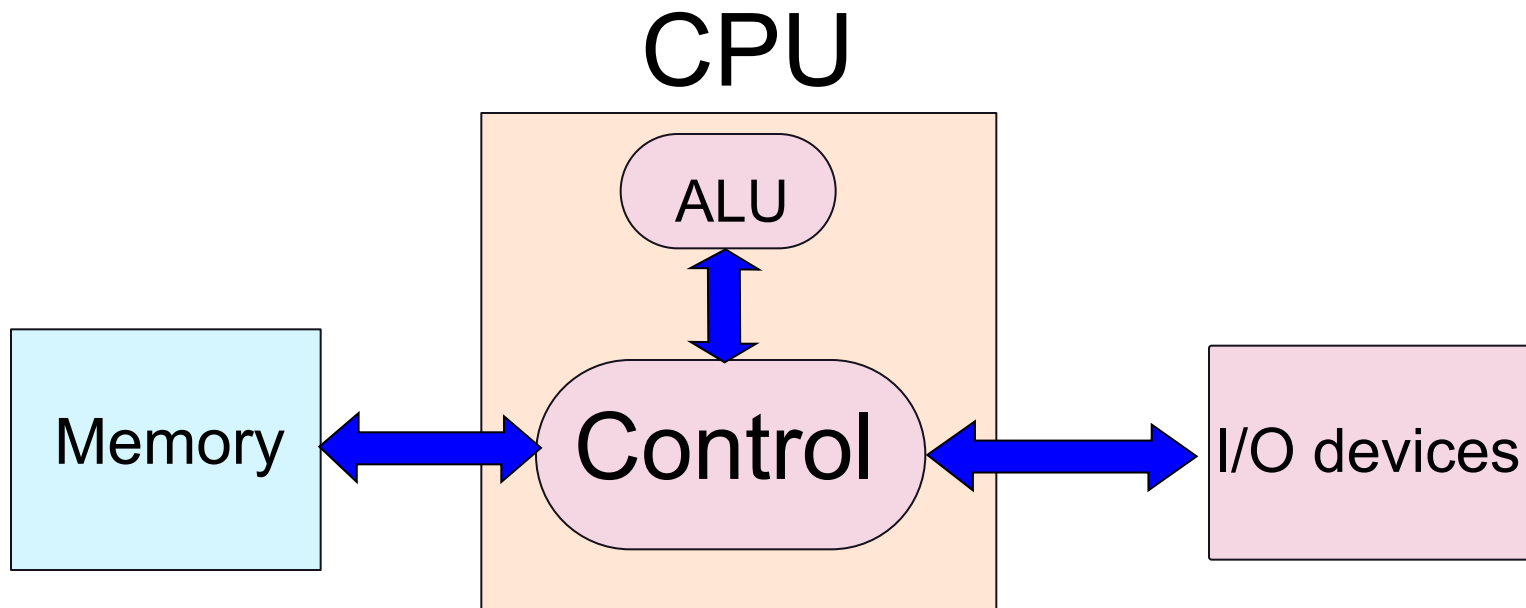 CPU
ALU
Memory
Control
I/O devices